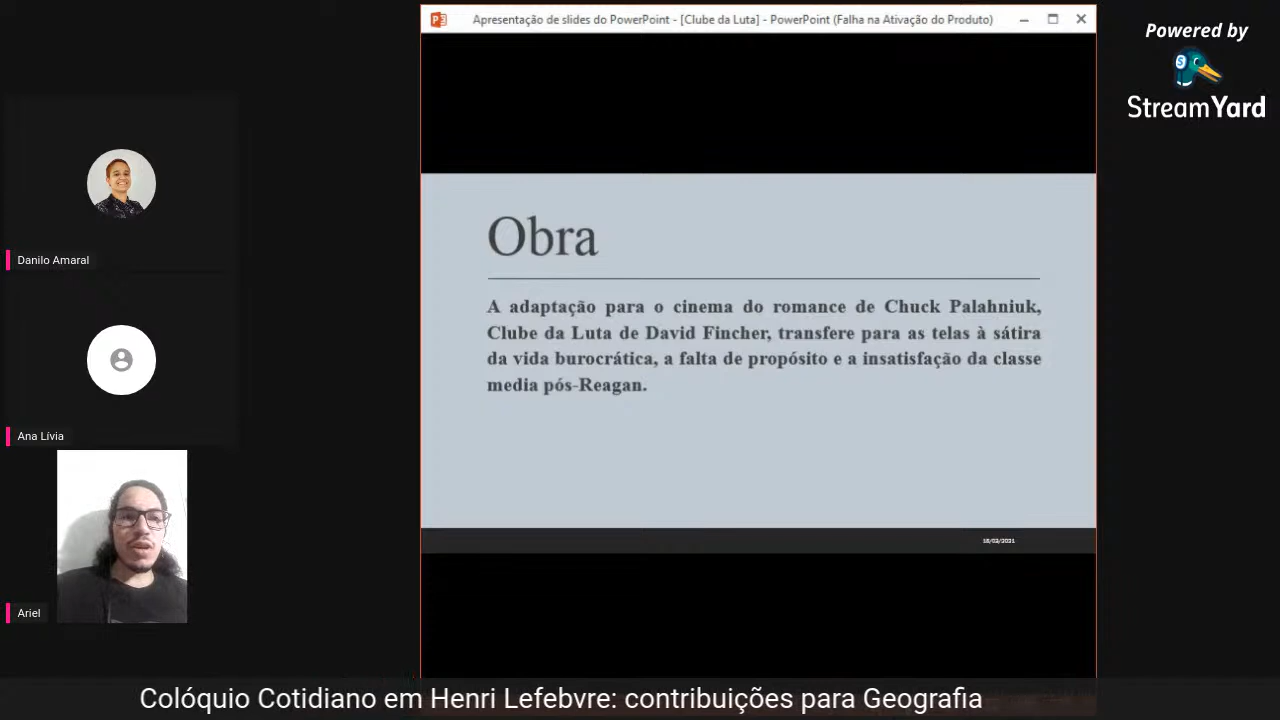 Apresentação de slides do PowerPoint - [Clube da Luta] - PowerPoint (Falha na Ativação do Produto)
Powered by
StreamYard
Danilo Amaral
Ana Lívia
Ariel
Obra
A adaptação para o cinema do romance de Chuck Palahniuk,
Clube da Luta de David Fincher, transfere para as telas à sátira
da vida burocrática, a falta de propósito e a insatisfação da classe
media pós-Reagan.
18/02/2021
Colóquio Cotidiano em Henri Lefebvre: contribuições para Geografia